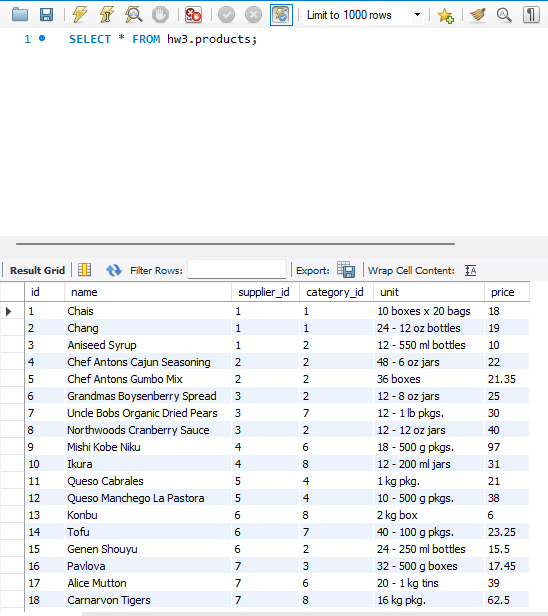 Limit to 1000 rows
1 SELECT * FROM hw3.products;
Result Grid Filter Rows: Export: Wrap Cell Content:
id name supplier_id category_id unit price
1 Chais 1 1 10 boxes x 20 bags 18
2 Chang 1 1 24 - 12 oz bottles 19
3 Aniseed Syrup 1 2 12 - 550 ml bottles 10
4 Chef Antons Cajun Seasoning 2 2 48 - 6 oz jars 22
5 Chef Antons Gumbo Mix 2 2 36 boxes 21.35
6 Grandmas Boysenberry Spread 3 2 12 - 8 oz jars 25
7 Uncle Bobs Organic Dried Pears 3 7 12 - 1 lb pkgs. 30
8 Northwoods Cranberry Sauce 3 2 12 - 12 oz jars 40
9 Mishi Kobe Niku 4 6 18 - 500 g pkgs. 97
10 Ikura 4 8 12 - 200 ml jars 31
11 Queso Cabrales 5 4 1 kg pkg. 21
12 Queso Manchego La Pastora 5 4 10 - 500 g pkgs. 38
13 Konbu 6 8 2 kg box 6
14 Tofu 6 7 40 - 100 g pkgs. 23.25
15 Genen Shouyu 6 2 24 - 250 ml bottles 15.5
16 Pavlova 7 3 32 - 500 g boxes 17.45
17 Alice Mutton 7 6 20 - 1 kg tins 39
18 Carnarvon Tigers 7 8 16 kg pkg. 62.5